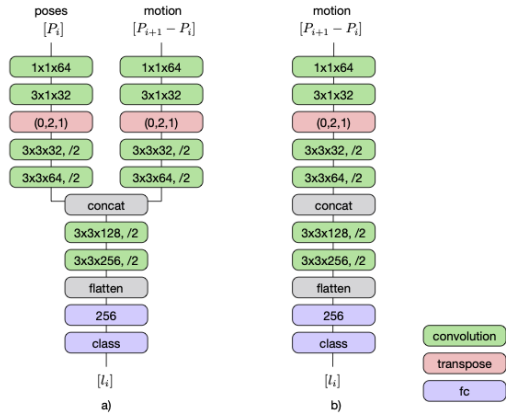 poses
[P_i]
1x1x64
3x1x32
(0,2,1)
3x3x32, /2
3x3x64, /2
motion
[P_{i+1} − P_i]
1x1x64
3x1x32
(0,2,1)
3x3x32, /2
3x3x64, /2
concat
3x3x128, /2
3x3x256, /2
flatten
256
class
[l_i]
a)
motion
[P_{i+1} − P_i]
1x1x64
3x1x32
(0,2,1)
3x3x32, /2
3x3x64, /2
concat
3x3x128, /2
3x3x256, /2
flatten
256
class
[l_i]
b)
convolution
transpose
fc